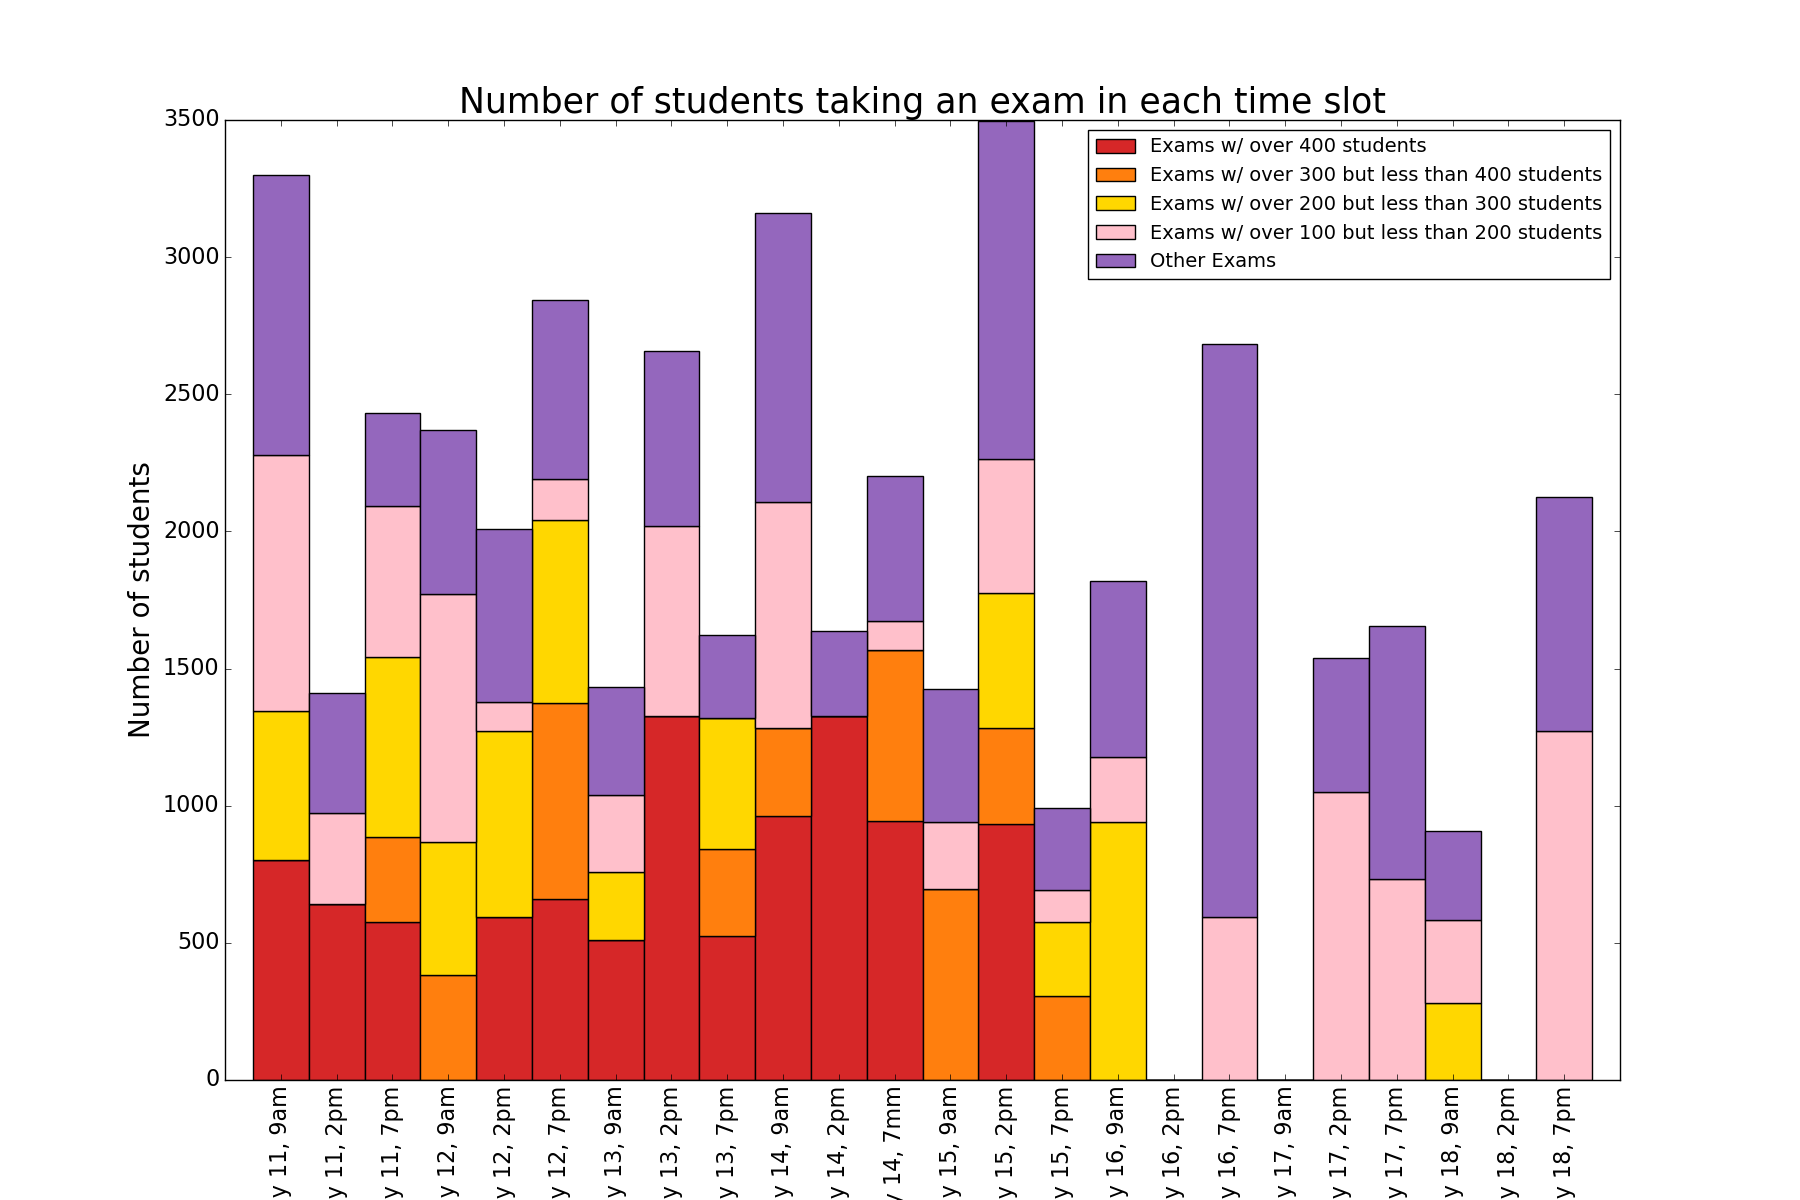 Number of students taking an exam in each time slot
3500
3000
2500
2000
1500
1000
500
0
Number of students
Exams w/ over 400 students
Exams w/ over 300 but less than 400 students
Exams w/ over 200 but less than 300 students
Exams w/ over 100 but less than 200 students
Other Exams
y 11, 9am
y 11, 2pm
y 11, 7pm
y 12, 9am
y 12, 2pm
y 12, 7pm
y 13, 9am
y 13, 2pm
y 13, 7pm
y 14, 9am
y 14, 2pm
y 14, 7mm
y 15, 9am
y 15, 2pm
y 15, 7pm
y 16, 9am
y 16, 2pm
y 16, 7pm
y 17, 9am
y 17, 2pm
y 17, 7pm
y 18, 9am
y 18, 2pm
y 18, 7pm